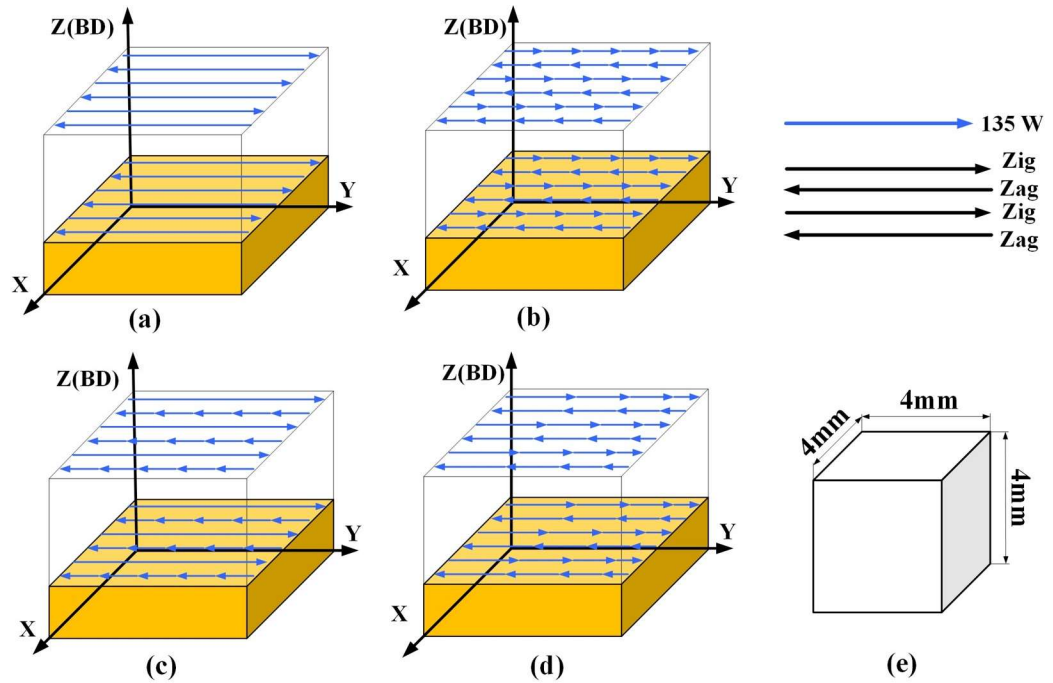 Z(BD)
Y
X
(a)
Z(BD)
Y
X
(b)
135 W
Zig
Zag
Zig
Zag
Z(BD)
Y
X
(c)
Z(BD)
Y
X
(d)
4mm
4mm
4mm
(e)